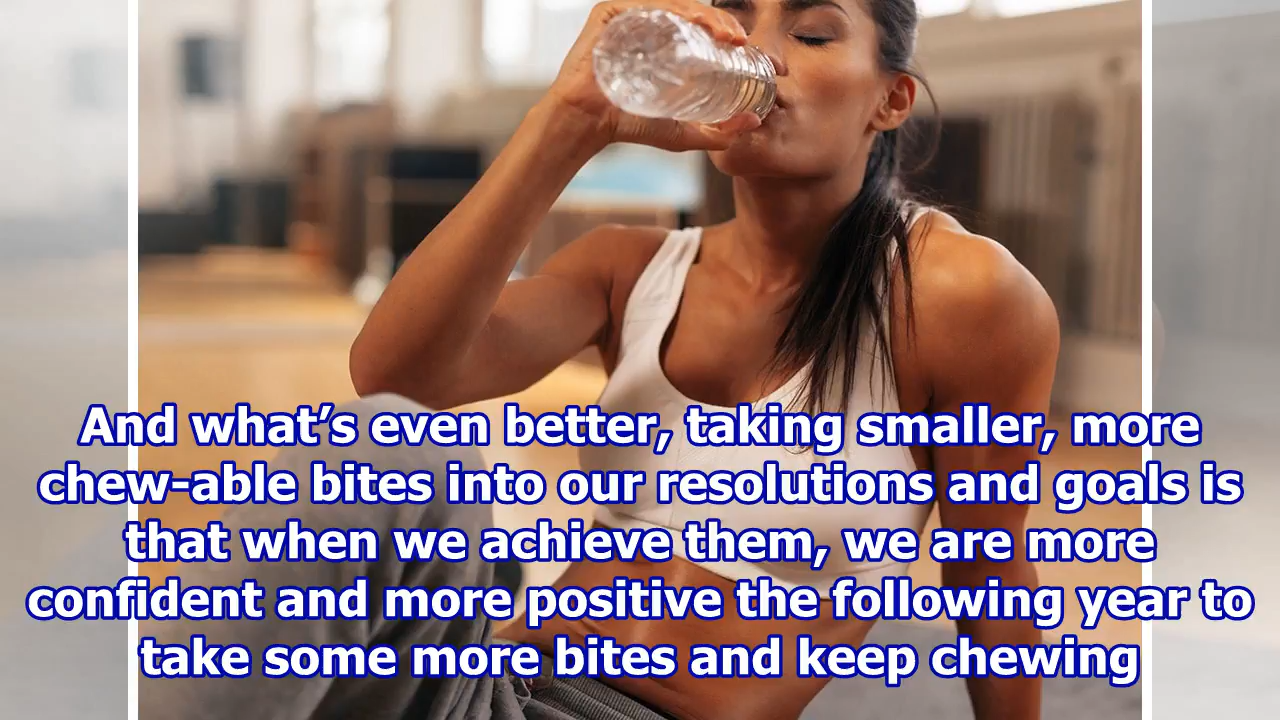 And what’s even better, taking smaller, more
chew-able bites into our resolutions and goals is
that when we achieve them, we are more
confident and more positive the following year to
take some more bites and keep chewing